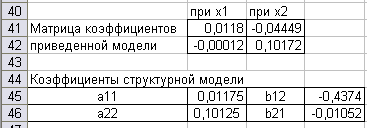 40 при x1 при x2
41 Матрица коэффициентов 0,0118 -0,04449
42 приведенной модели -0,00012 0,10172
43
44 Коэффициенты структурной модели
45 a11 0,01175 b12 -0,4374
46 a22 0,10125 b21 -0,01052